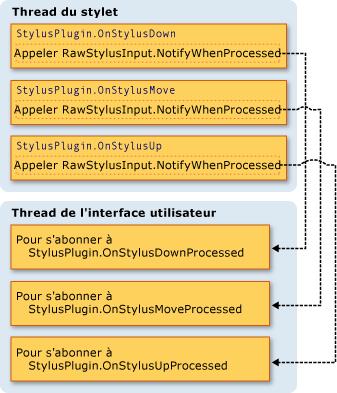 Thread du stylet
StylusPlugin.OnStylusDown
Appeler RawStylusInput.NotifyWhenProcessed
StylusPlugin.OnStylusMove
Appeler RawStylusInput.NotifyWhenProcessed
StylusPlugin.OnStylusUp
Appeler RawStylusInput.NotifyWhenProcessed
Thread de l'interface utilisateur
Pour s'abonner à
StylusPlugin.OnStylusDownProcessed
Pour s'abonner à
StylusPlugin.OnStylusMoveProcessed
Pour s'abonner à
StylusPlugin.OnStylusUpProcessed